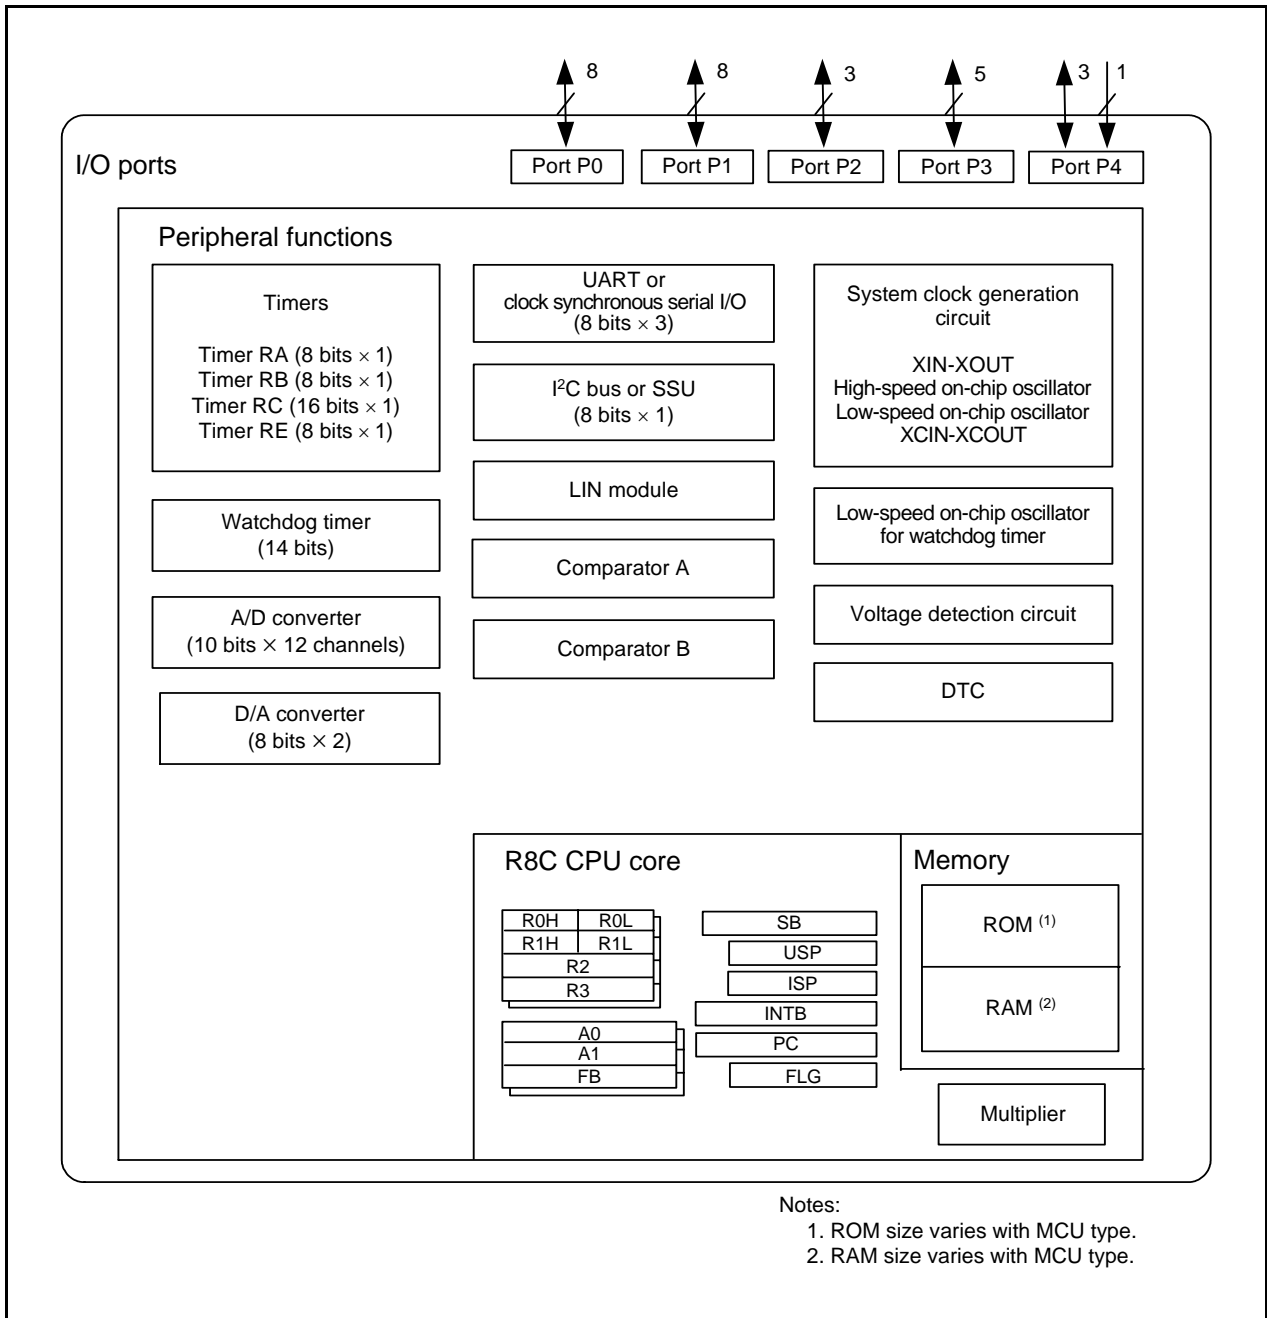 8
8
3
5
3
1
I/O ports
Port P0
Port P1
Port P2
Port P3
Port P4
Peripheral functions
Timers
Timer RA (8 bits × 1)
Timer RB (8 bits × 1)
Timer RC (16 bits × 1)
Timer RE (8 bits × 1)
Watchdog timer
(14 bits)
A/D converter
(10 bits × 12 channels)
D/A converter
(8 bits × 2)
UART or
clock synchronous serial I/O
(8 bits × 3)
I²C bus or SSU
(8 bits × 1)
LIN module
Comparator A
Comparator B
System clock generation
circuit
XIN-XOUT
High-speed on-chip oscillator
Low-speed on-chip oscillator
XCIN-XCOUT
Low-speed on-chip oscillator
for watchdog timer
Voltage detection circuit
DTC
R8C CPU core
R0H R0L
R1H R1L
R2
R3
A0
A1
FB
SB
USP
ISP
INTB
PC
FLG
Memory
ROM (1)
RAM (2)
Multiplier
Notes:
1. ROM size varies with MCU type.
2. RAM size varies with MCU type.